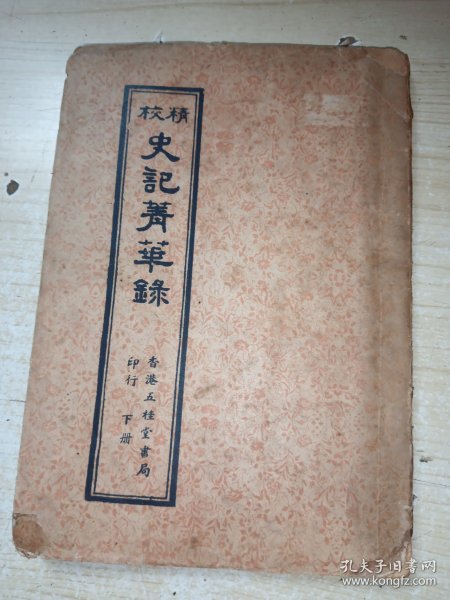 精校
史記菁華錄
香港五桂堂書局
印行 下册
孔夫子旧书网
www.kongfz.com